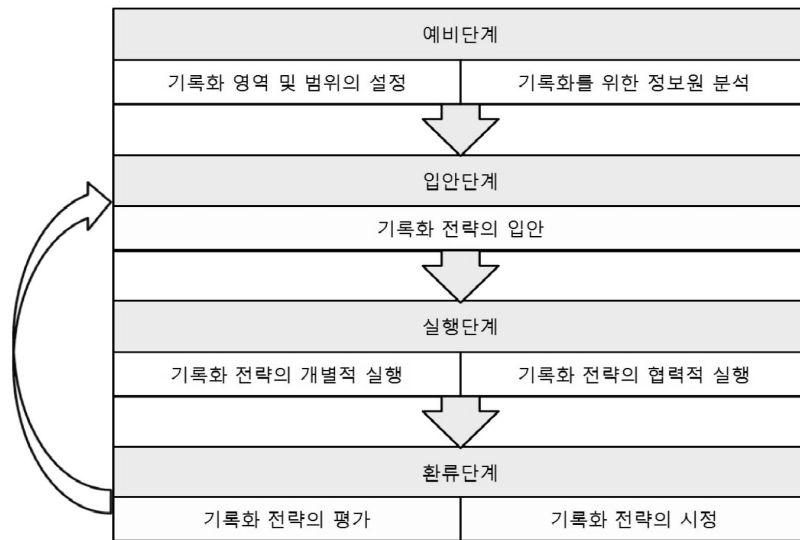 예비단계
기록화 영역 및 범위의 설정
기록화를 위한 정보원 분석
입안단계
기록화 전략의 입안
실행단계
기록화 전략의 개별적 실행
기록화 전략의 협력적 실행
환류단계
기록화 전략의 평가
기록화 전략의 시정